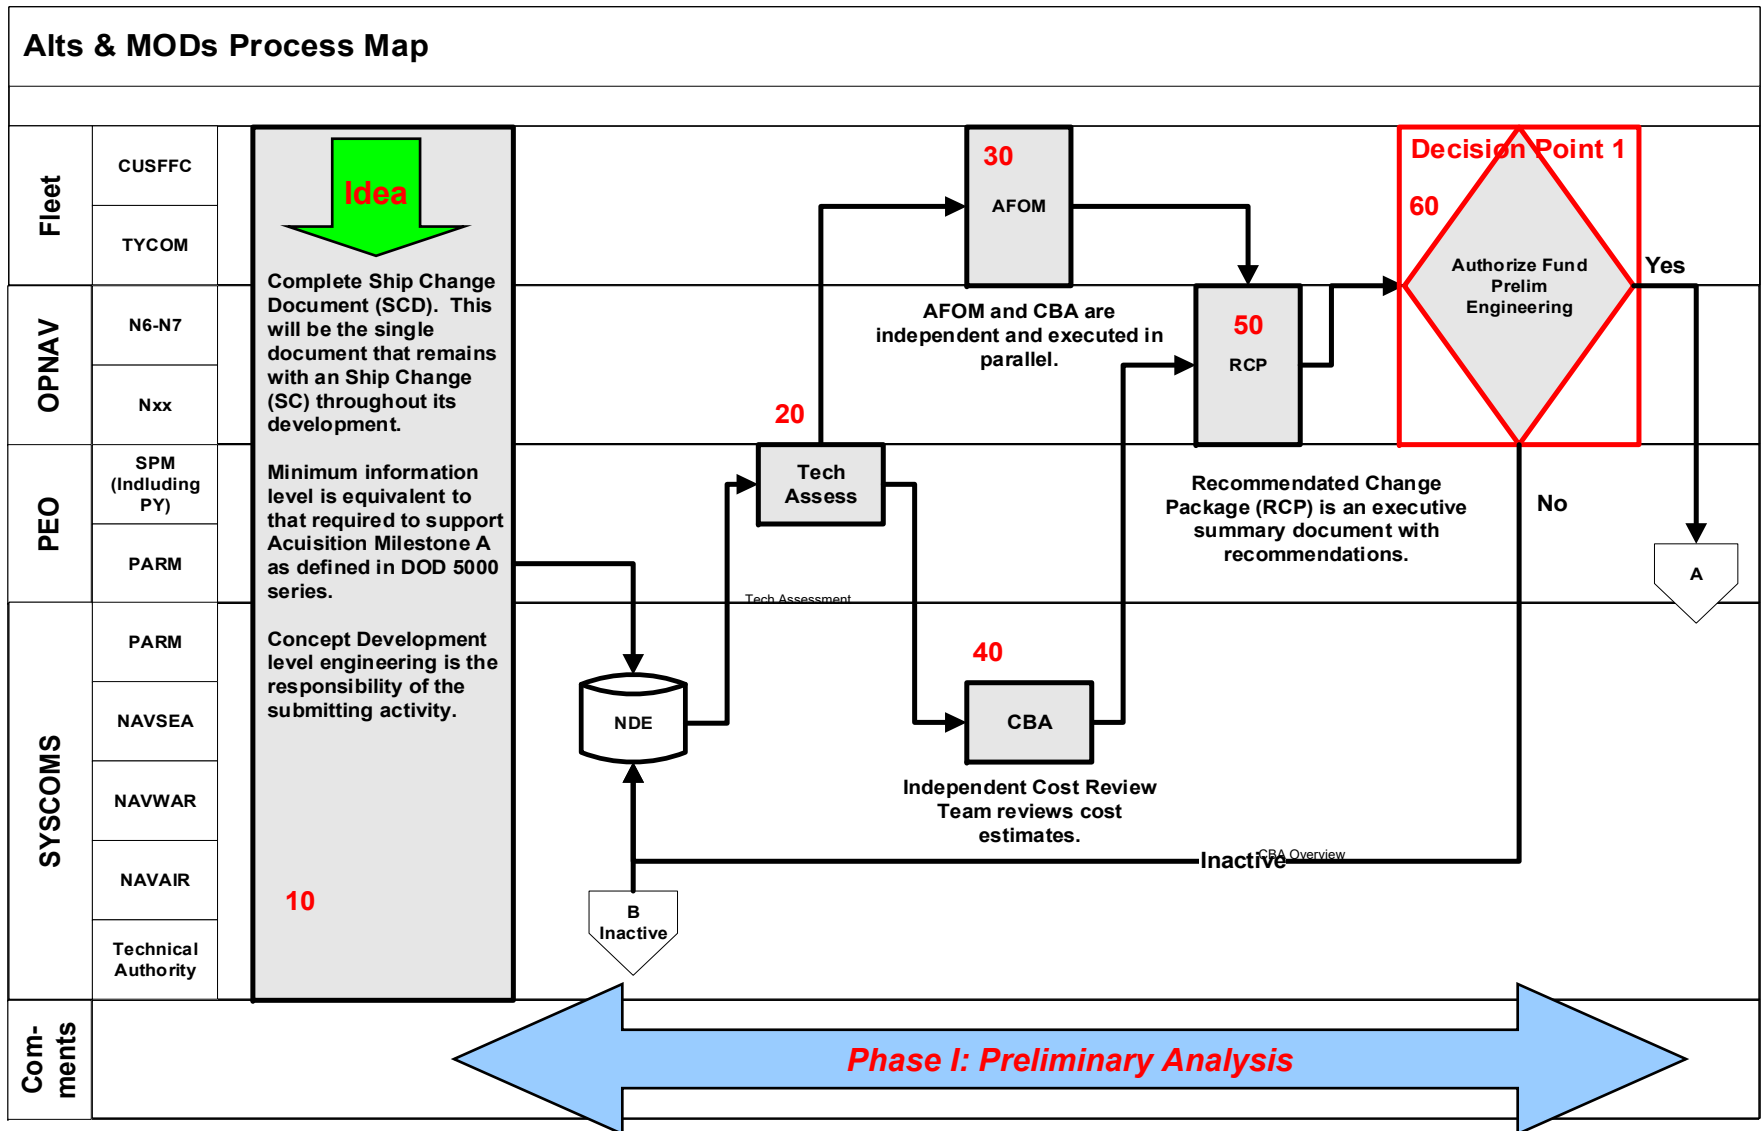 Alts & MODs Process Map
Fleet
CUSFFC
TYCOM
OPNAV
N6-N7
Nxx
PEO
SPM
(Indluding
PY)
PARM
SYSCOMS
PARM
NAVSEA
NAVWAR
NAVAIR
Technical
Authority
Com-
ments
Idea
Complete Ship Change
Document (SCD). This
will be the single
document that remains
with an Ship Change
(SC) throughout its
development.
Minimum information
level is equivalent to
that required to support
Acuisition Milestone A
as defined in DOD 5000
series.
Concept Development
level engineering is the
responsibility of the
submitting activity.
10
NDE
B
Inactive
20
Tech
Assess
Tech Assessment
30
AFOM
AFOM and CBA are
independent and executed in
parallel.
40
CBA
Independent Cost Review
Team reviews cost
estimates.
50
RCP
Recommendated Change
Package (RCP) is an executive
summary document with
recommendations.
Decision Point 1
60
Authorize Fund
Prelim
Engineering
Yes
No
A
Inactive
CBA Overview
Phase I: Preliminary Analysis